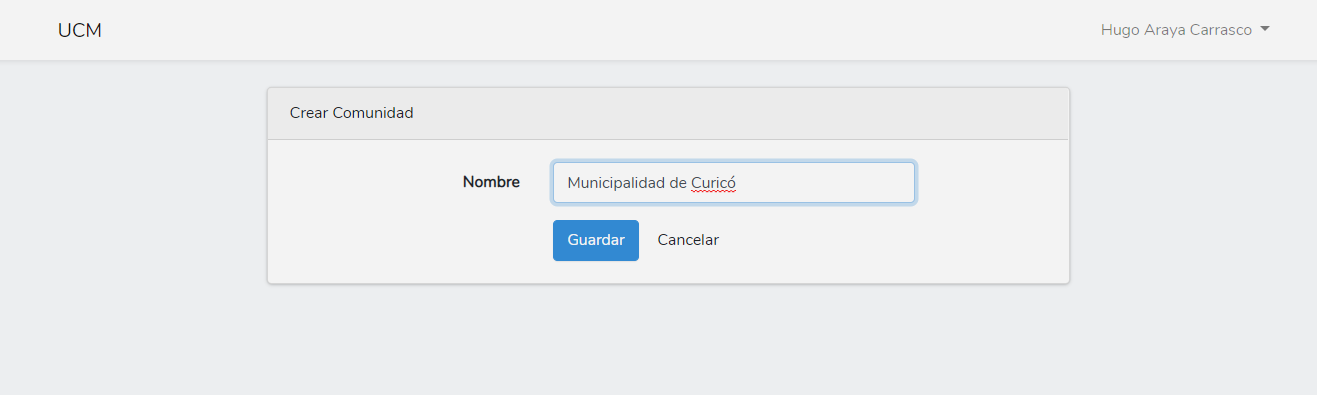 UCM
Hugo Araya Carrasco
Crear Comunidad
Nombre
Municipalidad de Curicó
Guardar
Cancelar